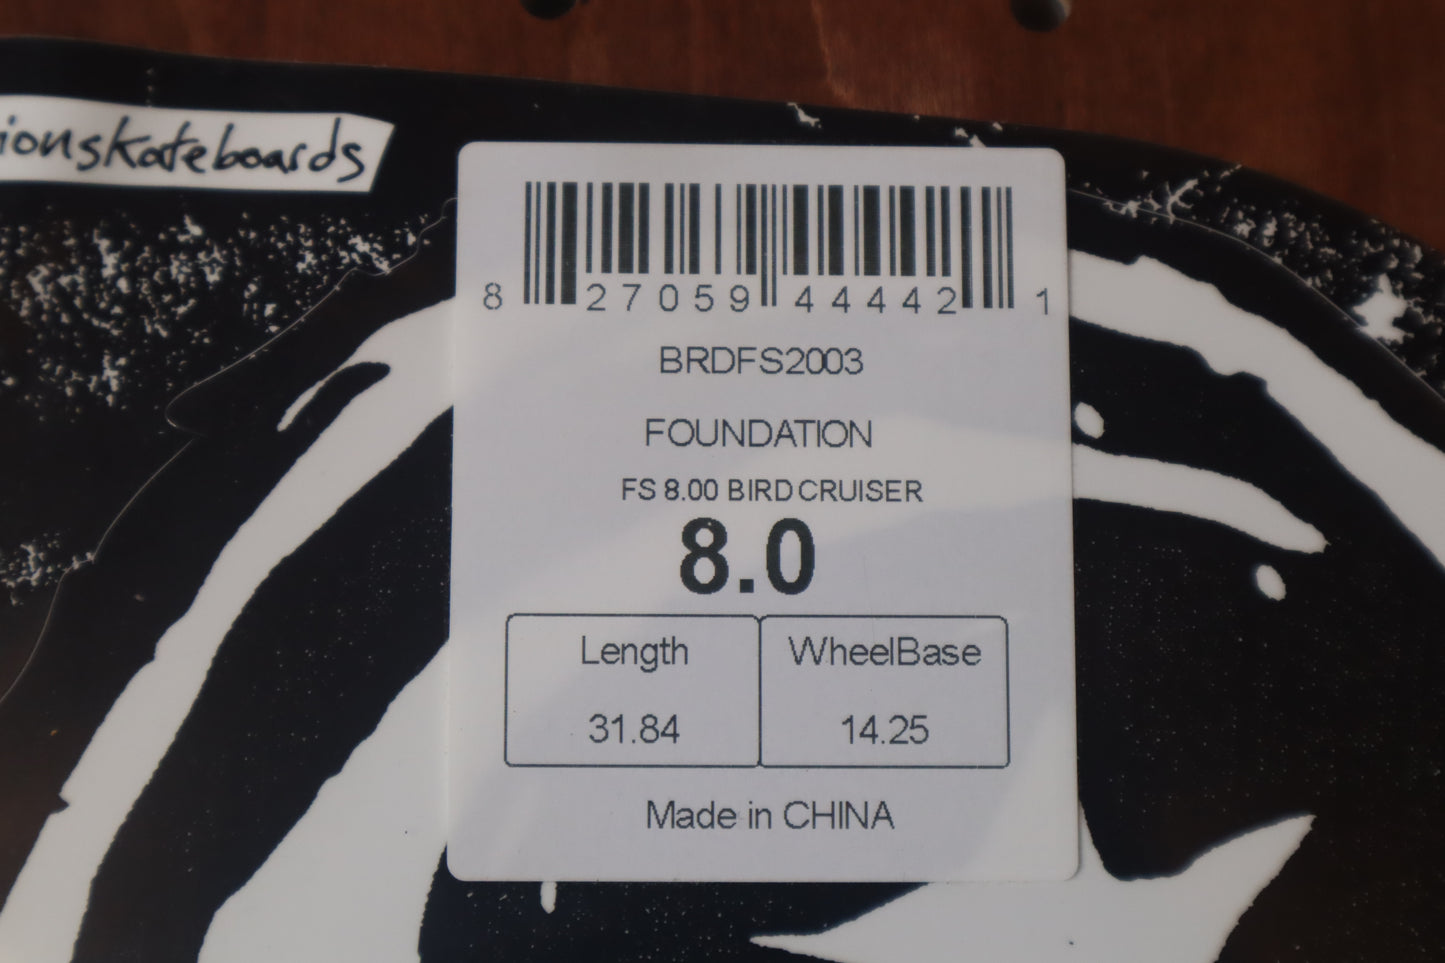 ionskateboards
8 27059 44442 1
BRDFS2003
FOUNDATION
FS 8.00 BIRD CRUISER
8.0
Length WheelBase
31.84 14.25
Made in CHINA